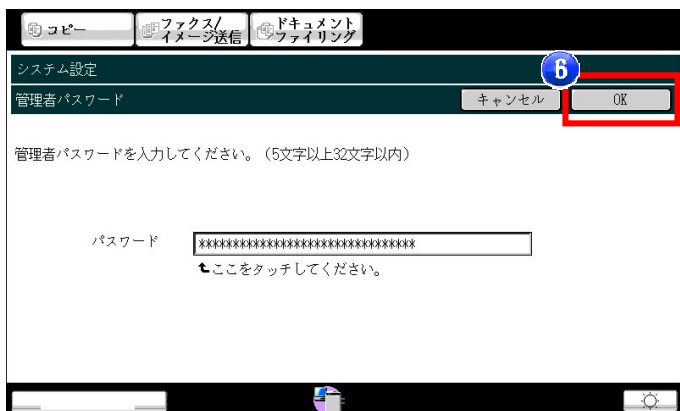 コピー
ファクス/
イメージ送信
ドキュメント
ファイリング
システム設定
6
管理者パスワード
キャンセル
OK
管理者パスワードを入力してください。（5文字以上32文字以内）
パスワード
********************************
ここをタッチしてください。